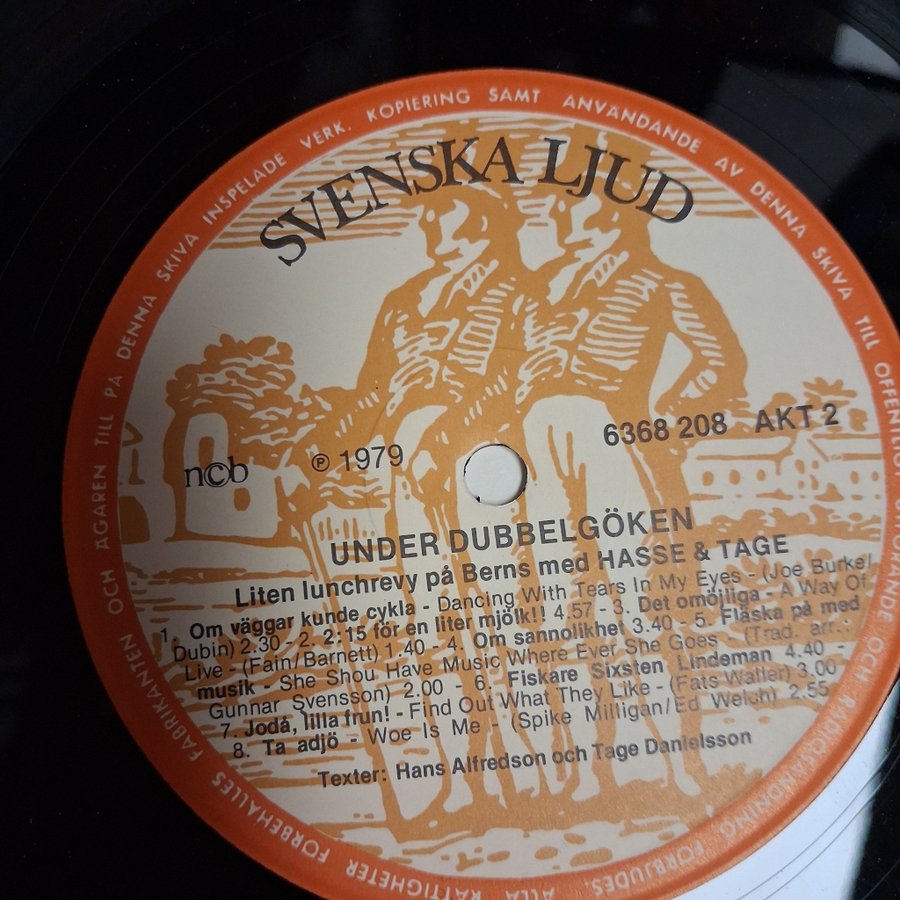 SVENSKA LJUD
6368 208 AKT 2
ncb ℗ 1979
UNDER DUBBELGÖKEN
Liten lunchrevy på Berns med HASSE & TAGE
1. Om väggar kunde cykla - Dancing With Tears In My Eyes - (Joe Burke/
Dubin) 2.30 - 2. 2:15 för en liter mjölk!! 4.57 - 3. Det omöjliga - A Way Of
Live - (Fain/Barnett) 1.40 - 4. Om sannolikhet 3.40 - 5. Fläska på med
musik - She Shou Have Music Where Ever She Goes - (Trad. arr.:
Gunnar Svensson) 2.00 - 6. Fiskare Sixsten Lindeman 4.40 -
7. Jodå, lilla frun! - Find Out What They Like - (Fats Waller) 3.00
8. Ta adjö - Woe Is Me - (Spike Milligan/Ed Welch) 2.55
Texter: Hans Alfredson och Tage Danielsson
ALLA RÄTTIGHETER FÖRBEHÅLLES FABRIKANTEN OCH ÄGAREN TILL PÅ DENNA SKIVA INSPELADE VERK. KOPIERING SAMT ANVÄNDANDE AV DENNA SKIVA TILL OFFENTLIGT UTFÖRANDE OCH RADIOSÄNDNING FÖRBJUDES.